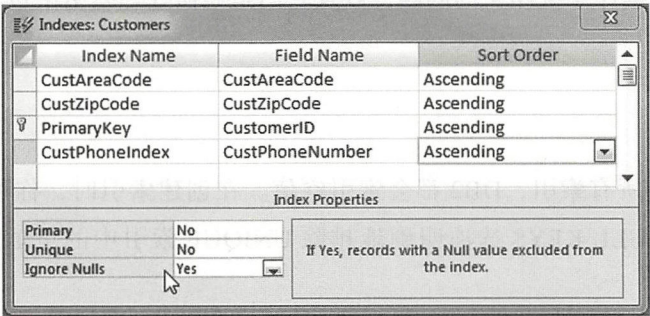 Indexes: Customers
Index Name Field Name Sort Order
CustAreaCode CustAreaCode Ascending
CustZipCode CustZipCode Ascending
PrimaryKey CustomerID Ascending
CustPhoneIndex CustPhoneNumber Ascending
Index Properties
Primary No
Unique No
Ignore Nulls Yes
If Yes, records with a Null value excluded from
the index.